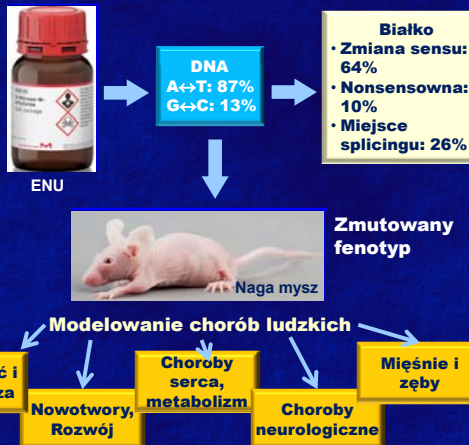 ENU
DNA
A↔T: 87%
G↔C: 13%
Białko
• Zmiana sensu:
64%
• Nonsensowna:
10%
• Miejsce
splicingu: 26%
Zmutowany
fenotyp
Naga mysz
Modelowanie chorób ludzkich
ć i
za
Nowotwory,
Rozwój
Choroby
serca,
metabolizm
Choroby
neurologiczne
Mięśnie i
zęby